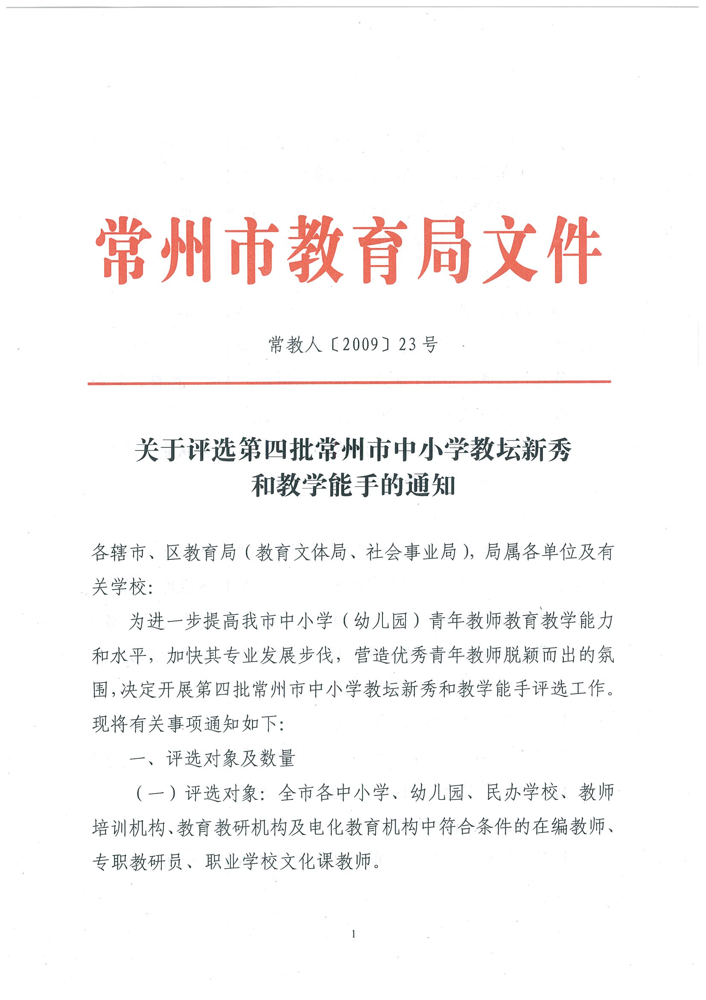 常州市教育局文件
常教人〔2009〕23 号
关于评选第四批常州市中小学教坛新秀
和教学能手的通知
各辖市、区教育局（教育文体局、社会事业局），局属各单位及有
关学校：
为进一步提高我市中小学（幼儿园）青年教师教育教学能力
和水平，加快其专业发展步伐，营造优秀青年教师脱颖而出的氛
围，决定开展第四批常州市中小学教坛新秀和教学能手评选工作。
现将有关事项通知如下：
一、评选对象及数量
（一）评选对象：全市各中小学、幼儿园、民办学校、教师
培训机构、教育教研机构及电化教育机构中符合条件的在编教师、
专职教研员、职业学校文化课教师。
1